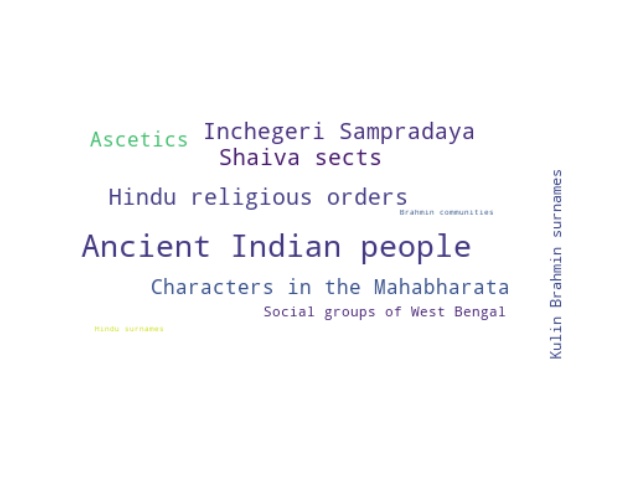 Ascetics
Inchegeri Sampradaya
Shaiva sects
Hindu religious orders
Brahmin communities
Ancient Indian people
Characters in the Mahabharata
Social groups of West Bengal
Hindu surnames
Kulin Brahmin surnames